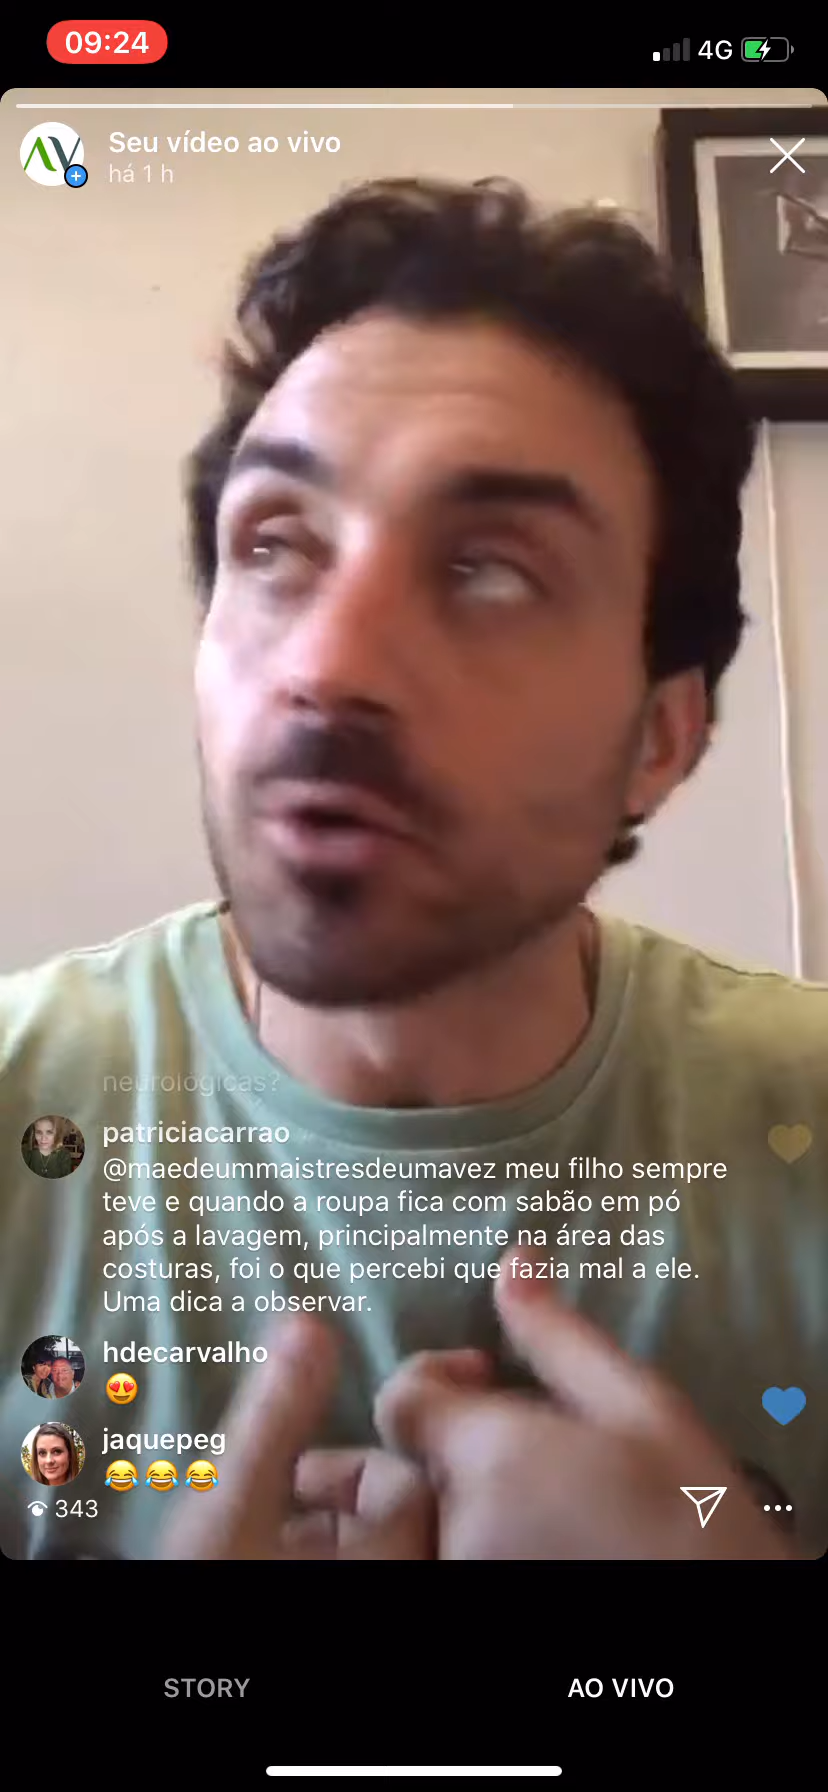 09:24
4G
AV
Seu vídeo ao vivo
há 1 h
neurológicas?
patriciacarrao
@maedeummaistresdeumavez meu filho sempre
teve e quando a roupa fica com sabão em pó
após a lavagem, principalmente na área das
costuras, foi o que percebi que fazia mal a ele.
Uma dica a observar.
hdecarvalho
😍
jaquepeg
😂😂😂
343
STORY
AO VIVO